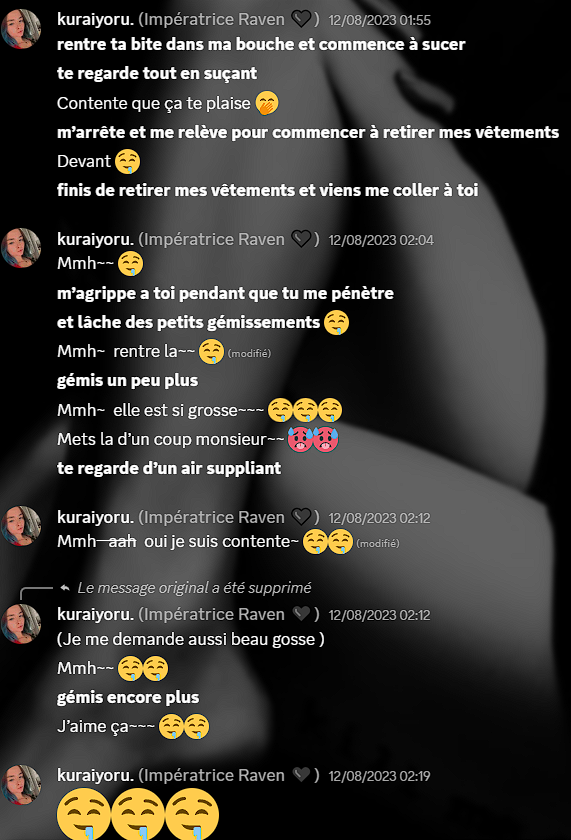 kuraiyoru. (Impératrice Raven 🖤) 12/08/2023 01:55
rentre ta bite dans ma bouche et commence à sucer
te regarde tout en suçant
Contente que ça te plaise 🤭
m'arrête et me relève pour commencer à retirer mes vêtements
Devant 🤤
finis de retirer mes vêtements et viens me coller à toi
kuraiyoru. (Impératrice Raven 🖤) 12/08/2023 02:04
Mmh~~ 🤤
m'agrippe a toi pendant que tu me pénètre
et lâche des petits gémissements 🤤
Mmh~ rentre la~~ 🤤 (modifié)
gémis un peu plus
Mmh~ elle est si grosse~~~ 🤤🤤🤤
Mets la d'un coup monsieur~~ 🥵🥵
te regarde d'un air suppliant
kuraiyoru. (Impératrice Raven 🖤) 12/08/2023 02:12
Mmh~~aah~~ oui je suis contente~ 🤤🤤 (modifié)
Le message original a été supprimé
kuraiyoru. (Impératrice Raven 🖤) 12/08/2023 02:12
(Je me demande aussi beau gosse )
Mmh~~ 🤤🤤
gémis encore plus
J'aime ça~~~ 🤤🤤
kuraiyoru. (Impératrice Raven 🖤) 12/08/2023 02:19
🤤🤤🤤